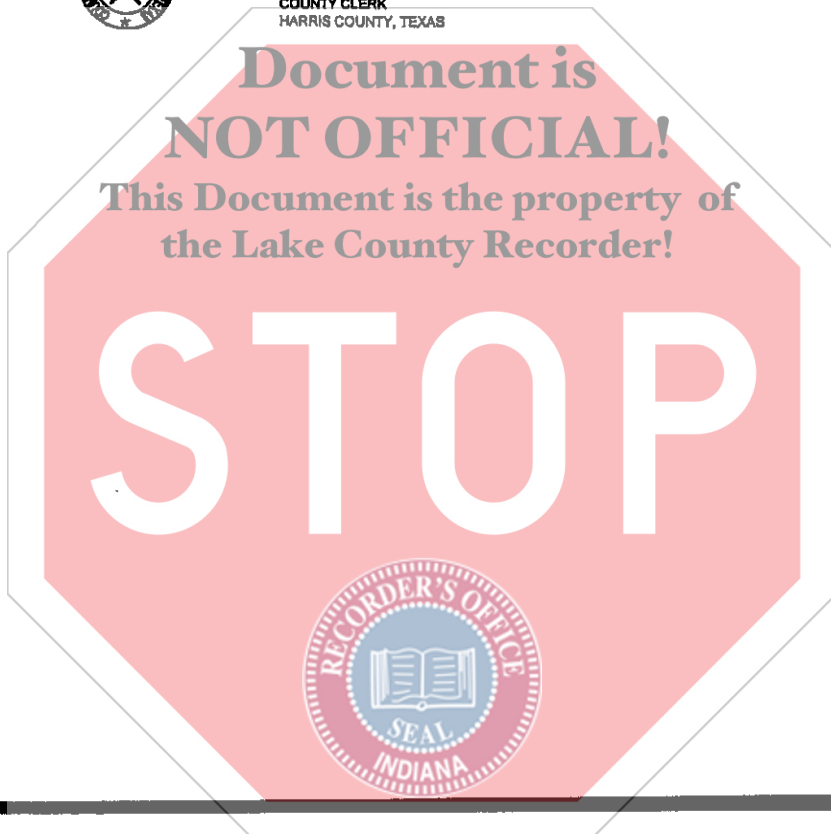 COUNTY CLERK
HARRIS COUNTY, TEXAS
Document is
NOT OFFICIAL!
This Document is the property of
the Lake County Recorder!
STOP
RECORDER'S OFFICE
SEAL
INDIANA